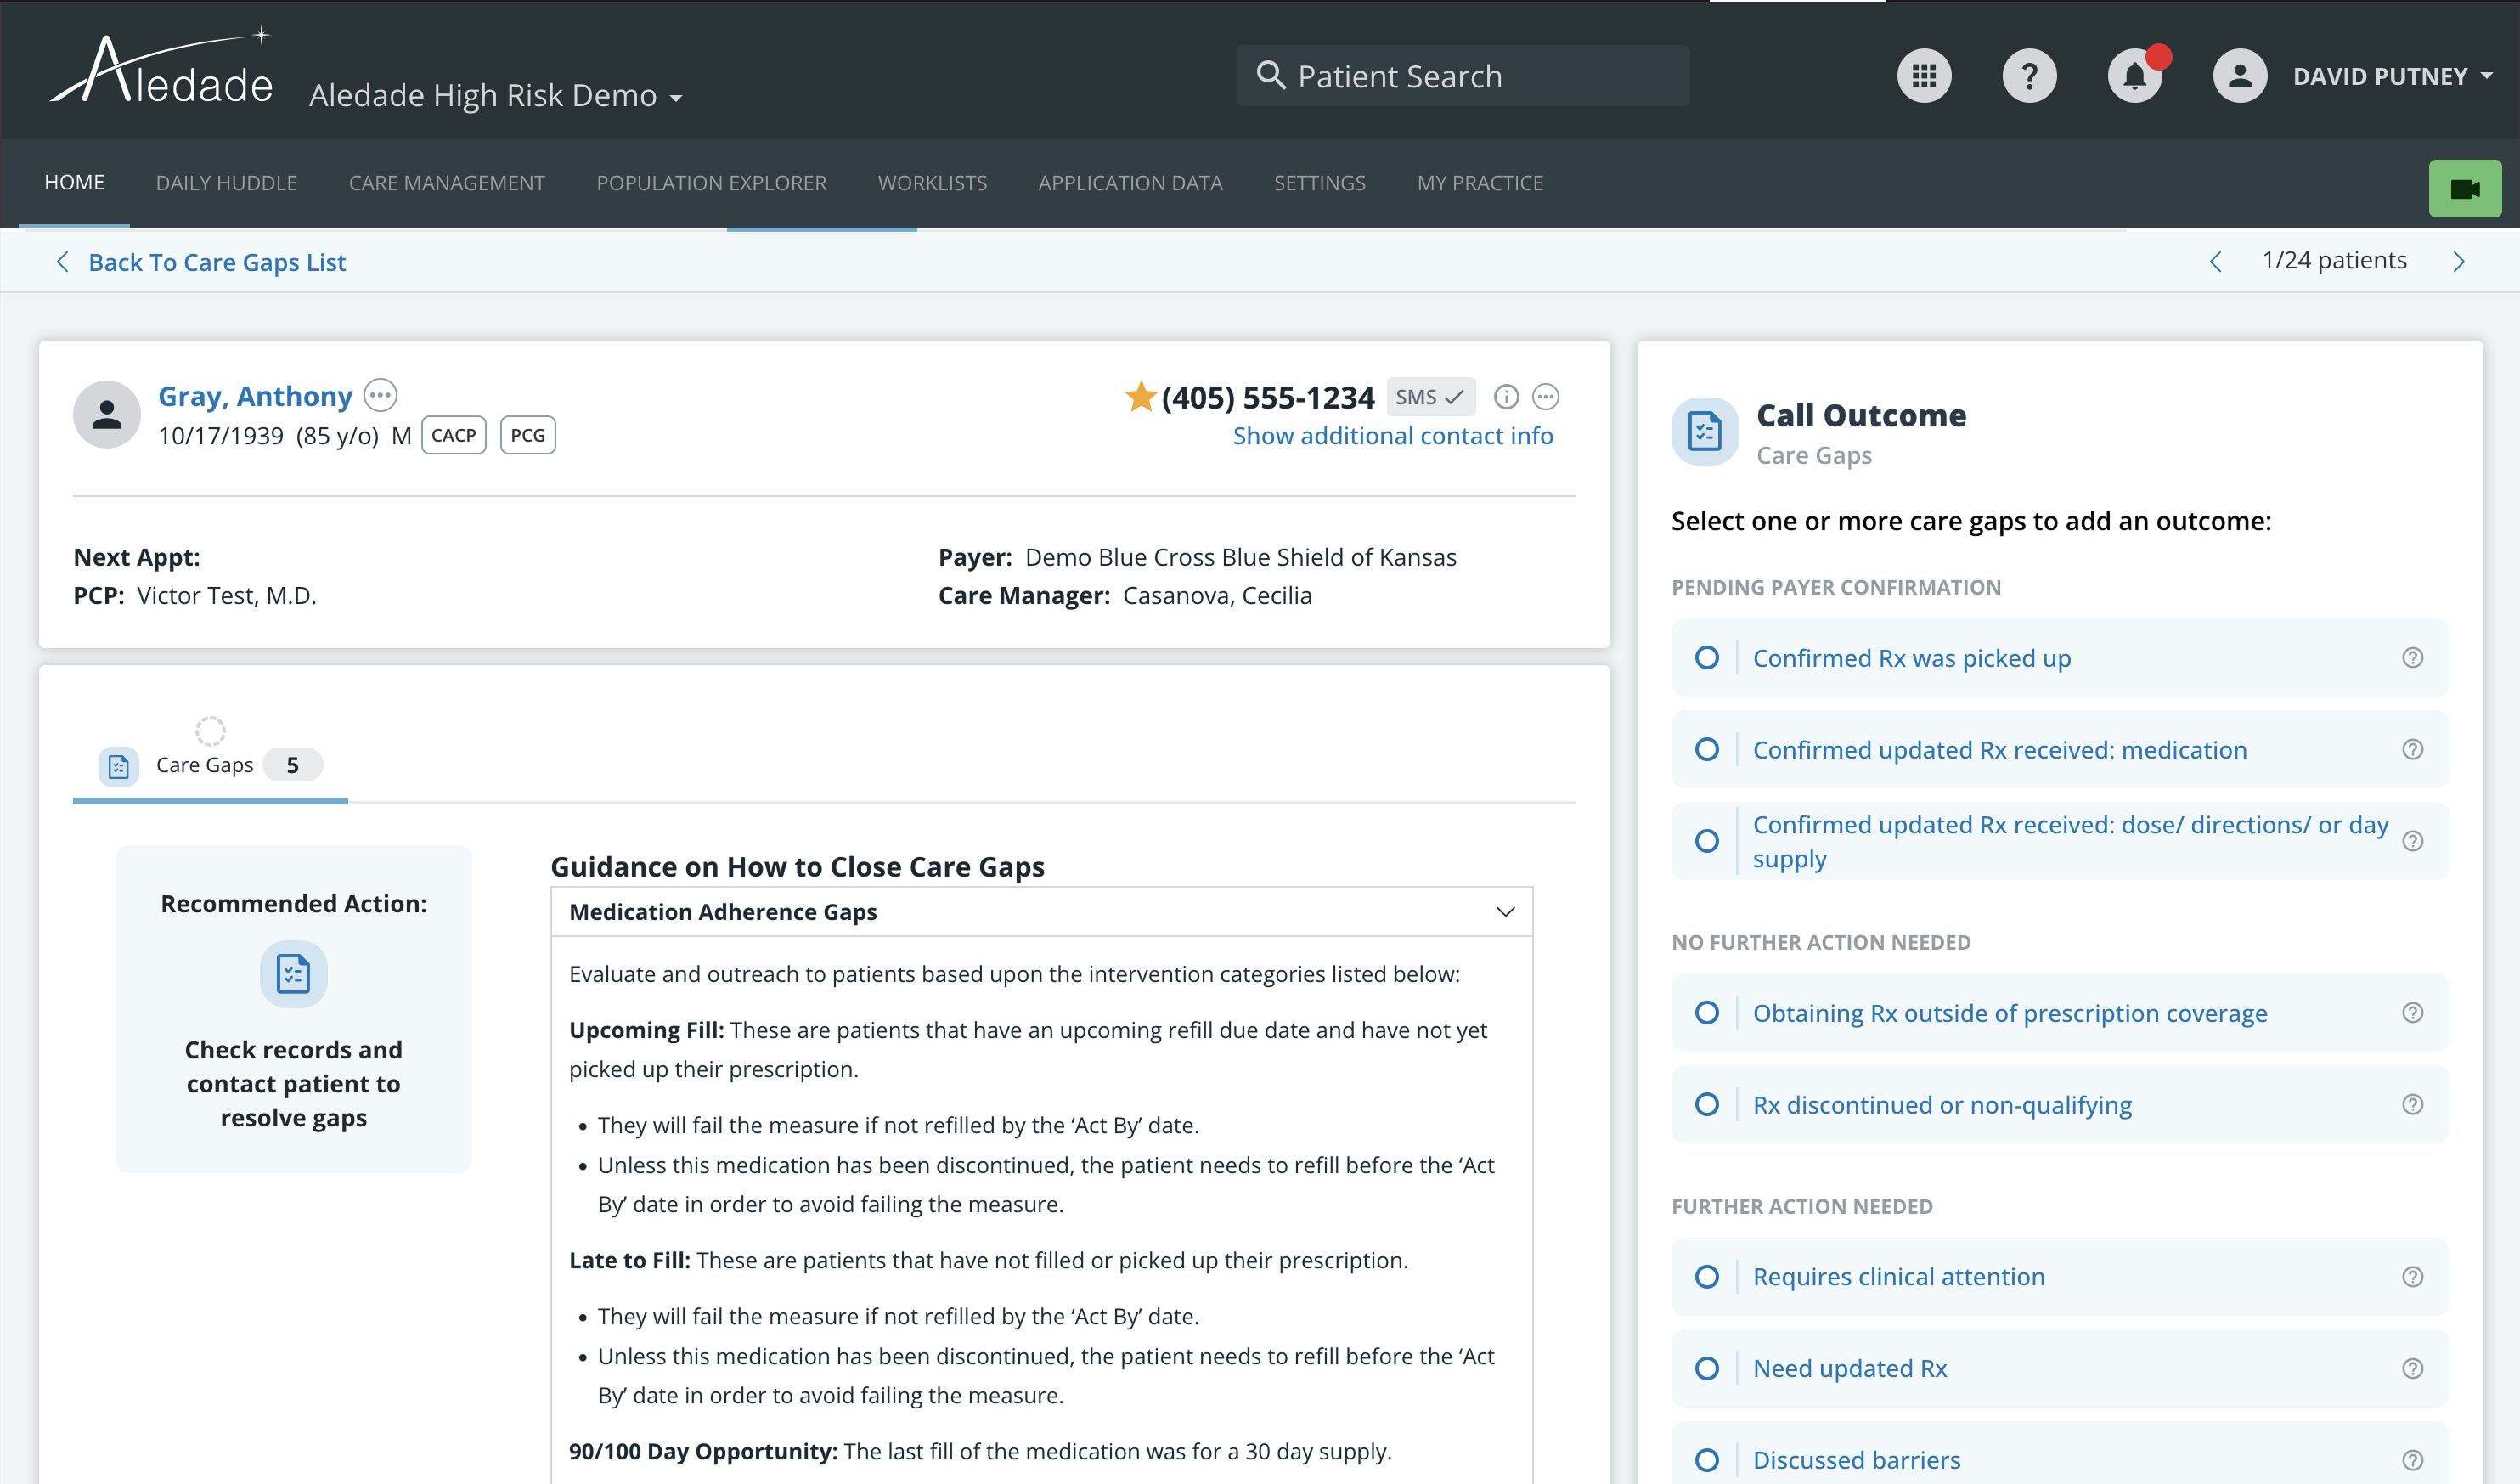 Aledade
Aledade High Risk Demo
Patient Search
?
DAVID PUTNEY
HOME
DAILY HUDDLE
CARE MANAGEMENT
POPULATION EXPLORER
WORKLISTS
APPLICATION DATA
SETTINGS
MY PRACTICE
Back To Care Gaps List
1/24 patients
Gray, Anthony
10/17/1939 (85 y/o) M CACP PCG
(405) 555-1234 SMS
Show additional contact info
Next Appt:
PCP: Victor Test, M.D.
Payer: Demo Blue Cross Blue Shield of Kansas
Care Manager: Casanova, Cecilia
Care Gaps 5
Recommended Action:
Check records and
contact patient to
resolve gaps
Guidance on How to Close Care Gaps
Medication Adherence Gaps
Evaluate and outreach to patients based upon the intervention categories listed below:
Upcoming Fill: These are patients that have an upcoming refill due date and have not yet
picked up their prescription.
• They will fail the measure if not refilled by the ‘Act By’ date.
• Unless this medication has been discontinued, the patient needs to refill before the ‘Act
By’ date in order to avoid failing the measure.
Late to Fill: These are patients that have not filled or picked up their prescription.
• They will fail the measure if not refilled by the ‘Act By’ date.
• Unless this medication has been discontinued, the patient needs to refill before the ‘Act
By’ date in order to avoid failing the measure.
90/100 Day Opportunity: The last fill of the medication was for a 30 day supply.
Call Outcome
Care Gaps
Select one or more care gaps to add an outcome:
PENDING PAYER CONFIRMATION
Confirmed Rx was picked up ?
Confirmed updated Rx received: medication ?
Confirmed updated Rx received: dose/ directions/ or day
supply ?
NO FURTHER ACTION NEEDED
Obtaining Rx outside of prescription coverage ?
Rx discontinued or non-qualifying ?
FURTHER ACTION NEEDED
Requires clinical attention ?
Need updated Rx ?
Discussed barriers ?